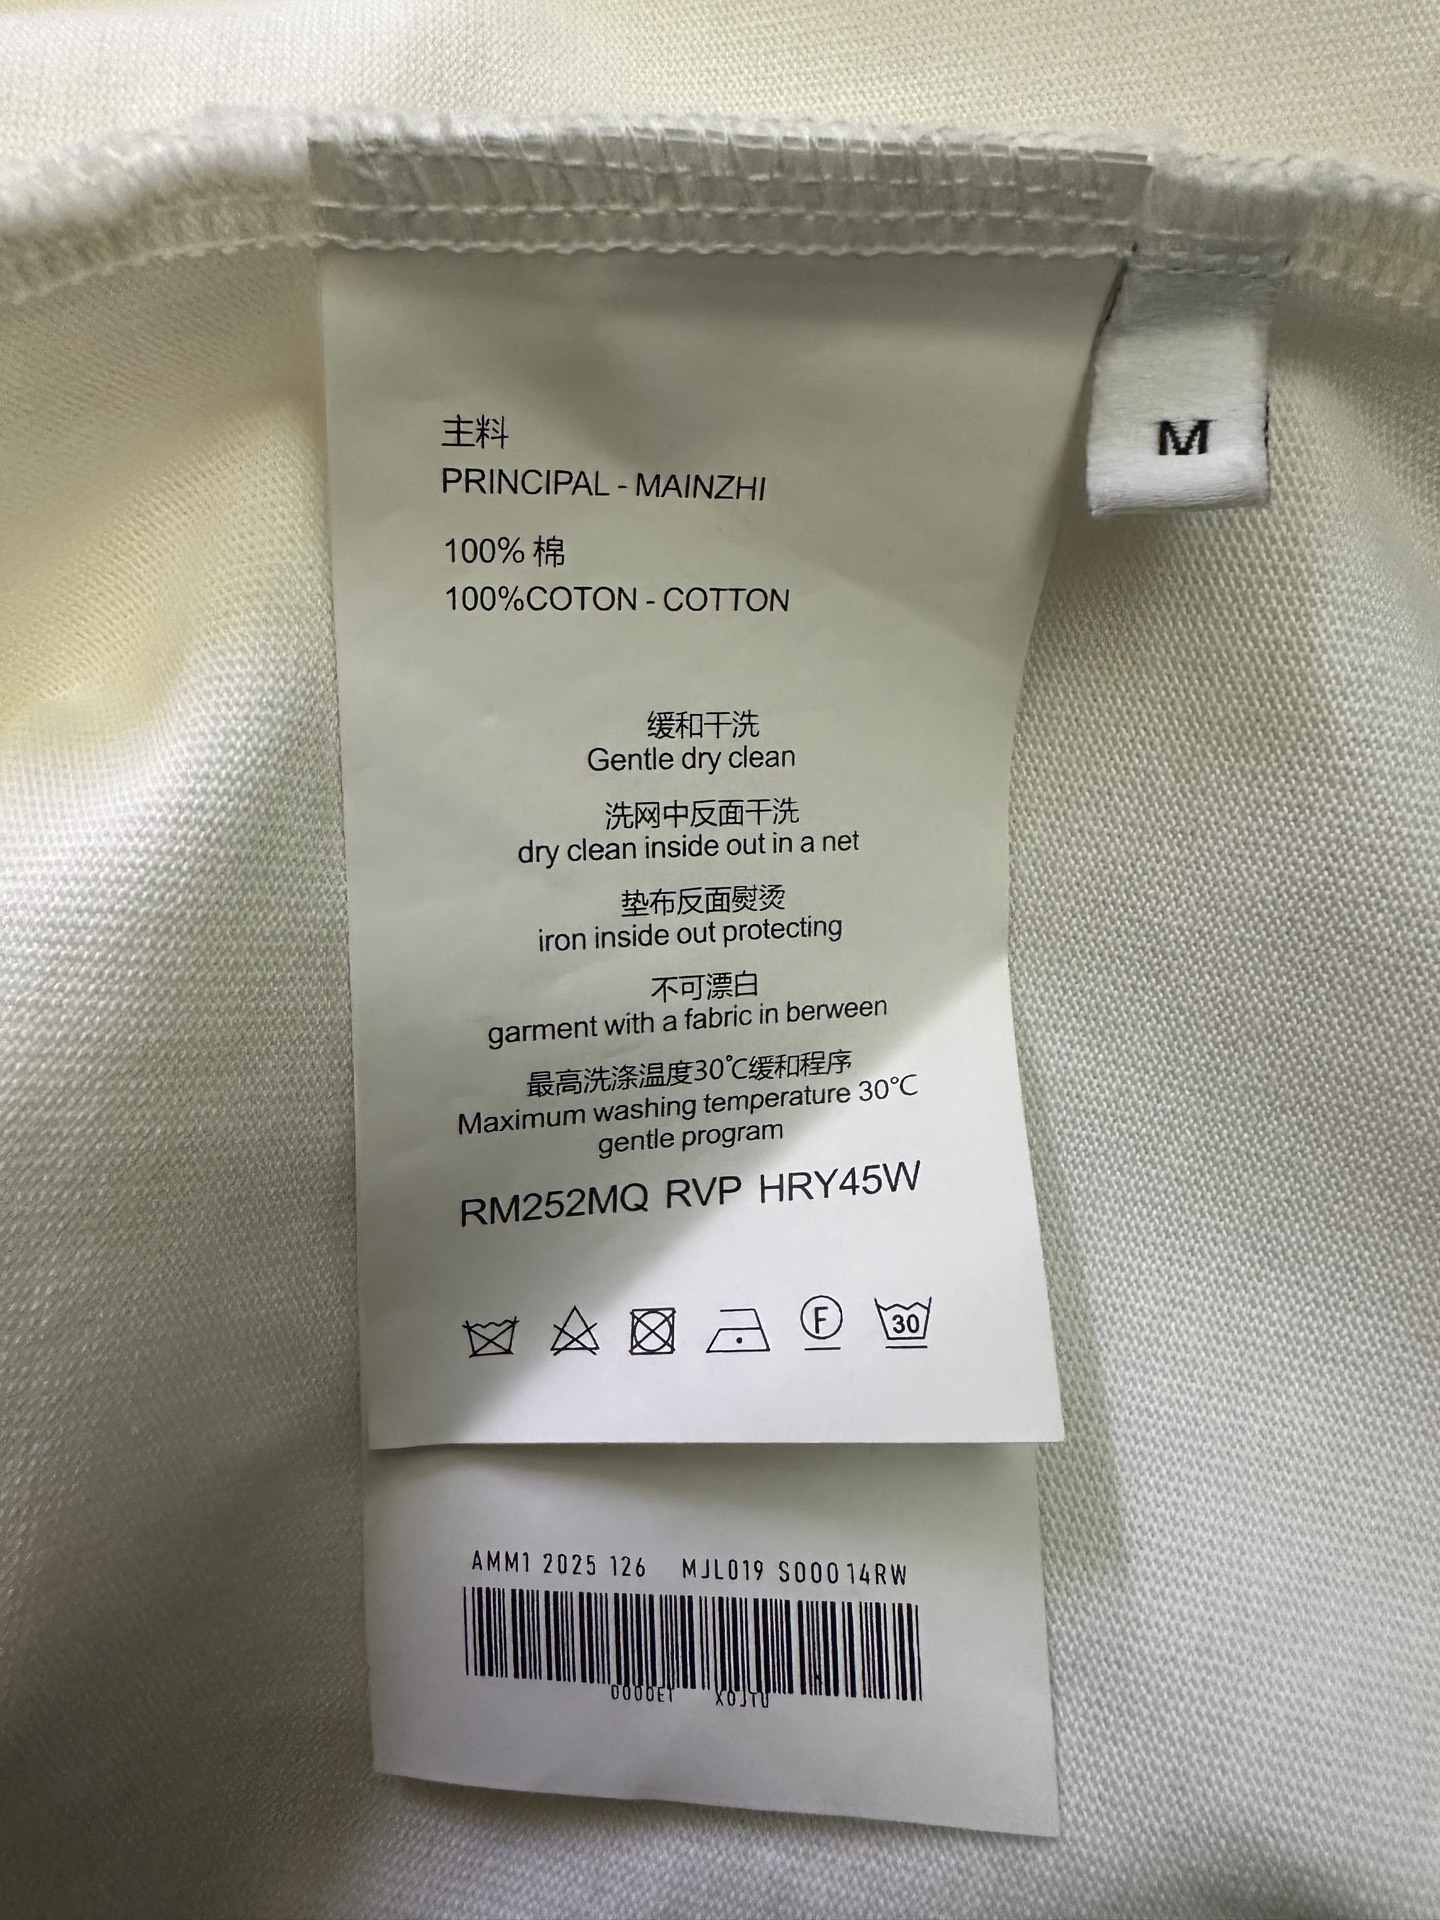 主料
PRINCIPAL - MAINZHI
100% 棉
100%COTON - COTTON
M
缓和干洗
Gentle dry clean
洗网中反面干洗
dry clean inside out in a net
垫布反面熨烫
iron inside out protecting
不可漂白
garment with a fabric in berween
最高洗涤温度30℃缓和程序
Maximum washing temperature 30℃
gentle program
RM252MQ RVP HRY45W
F 30
AMM1 2025 126 MJL019 S00014RW